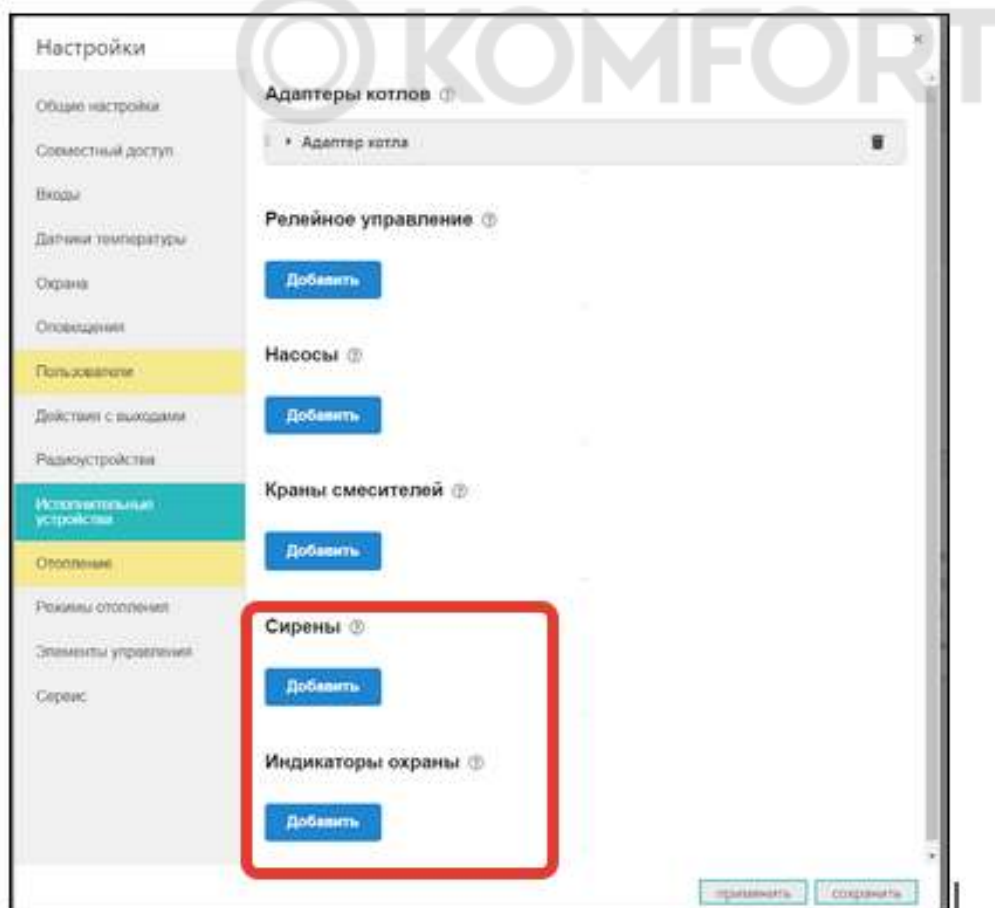 KOMFORT
Настройки
Общие настройки
Совместный доступ
Входы
Датчики температуры
Охрана
Оповещения
Пользователи
Действия с выходами
Радиоустройства
Исполнительные
устройства
Отопление
Режимы отопления
Элементы управления
Сервис
Адаптеры котлов
Адаптер котла
Релейное управление
Добавить
Насосы
Добавить
Краны смесителей
Добавить
Сирены
Добавить
Индикаторы охраны
Добавить
применить
сохранить